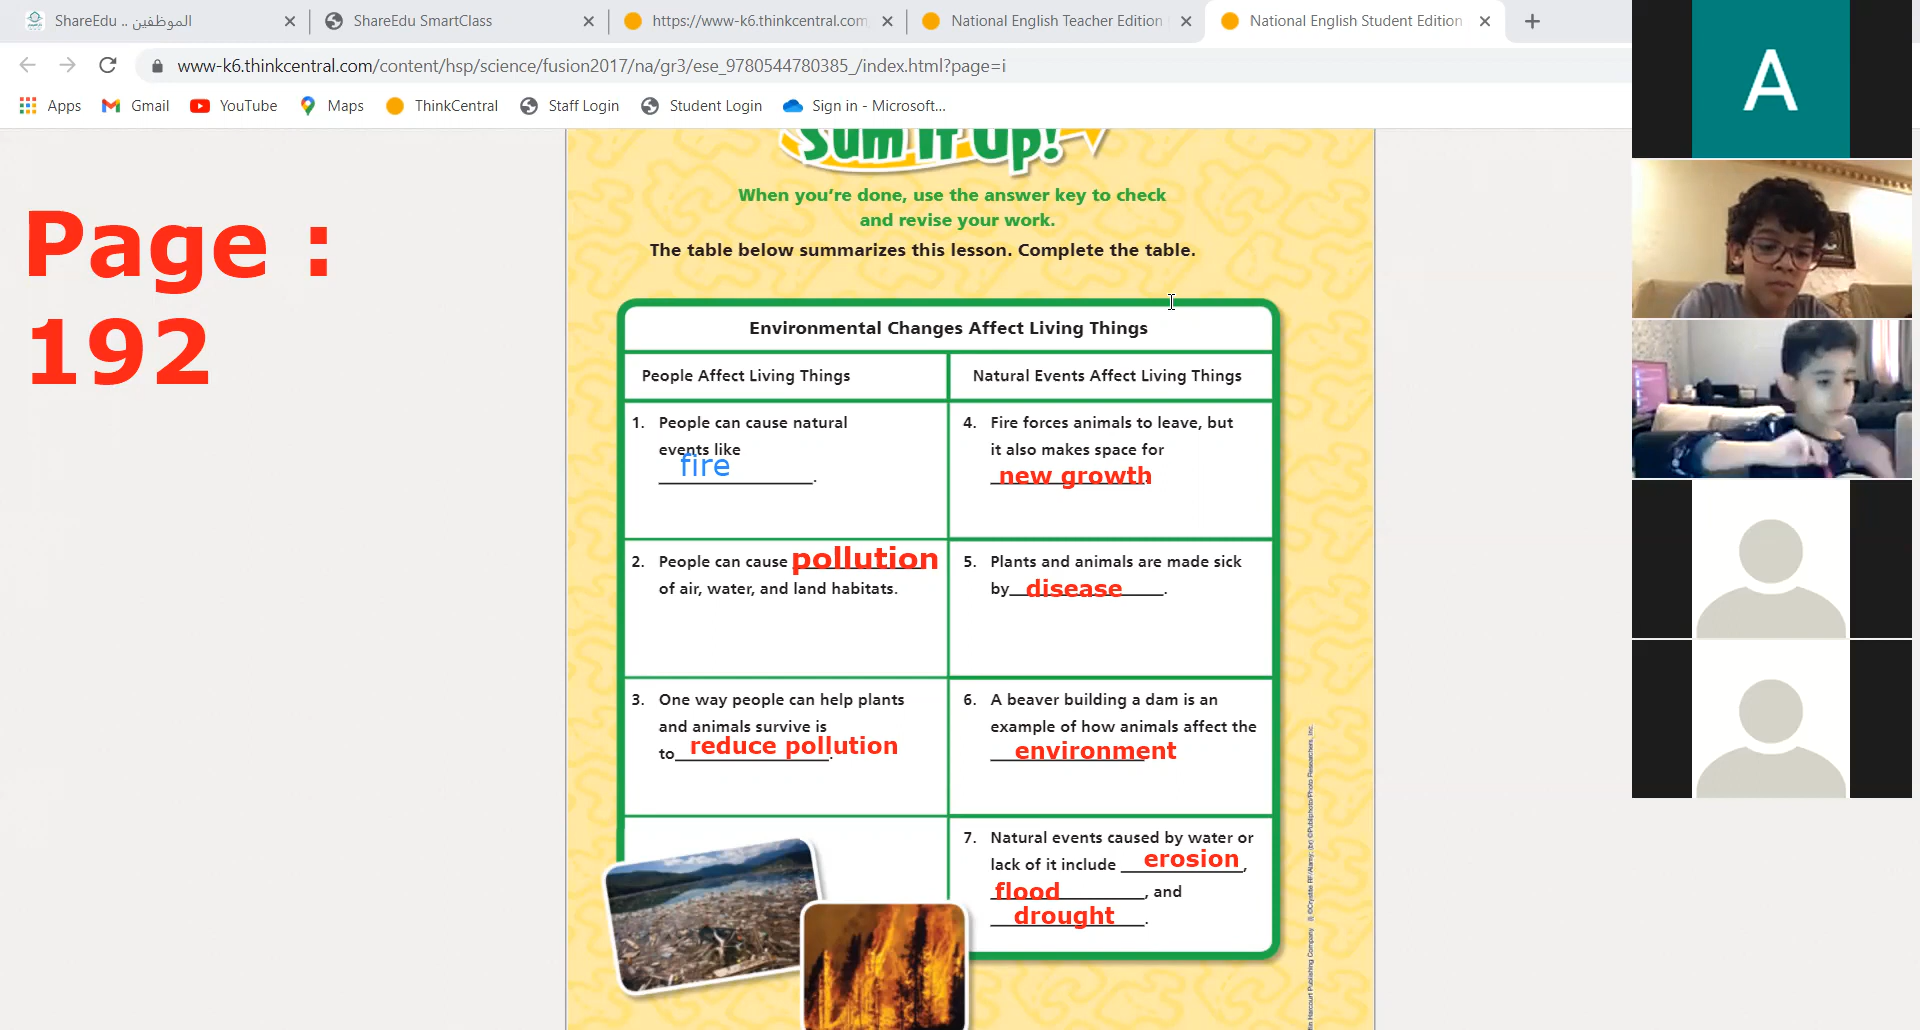 ShareEdu .. الموظفين
ShareEdu SmartClass
https://www-k6.thinkcentral.com
National English Teacher Edition
National English Student Edition
www-k6.thinkcentral.com/content/hsp/science/fusion2017/na/gr3/ese_9780544780385_/index.html?page=i
Apps
Gmail
YouTube
Maps
ThinkCentral
Staff Login
Student Login
Sign in - Microsoft...
A
Page :
192
Sum It Up!
When you're done, use the answer key to check
and revise your work.
The table below summarizes this lesson. Complete the table.
Environmental Changes Affect Living Things
People Affect Living Things
Natural Events Affect Living Things
1. People can cause natural
events like
fire
.
4. Fire forces animals to leave, but
it also makes space for
new growth.
2. People can cause pollution
of air, water, and land habitats.
5. Plants and animals are made sick
by disease.
3. One way people can help plants
and animals survive is
to reduce pollution.
6. A beaver building a dam is an
example of how animals affect the
environment
7. Natural events caused by water or
lack of it include erosion,
flood, and
drought.
Harcourt Publishing Company